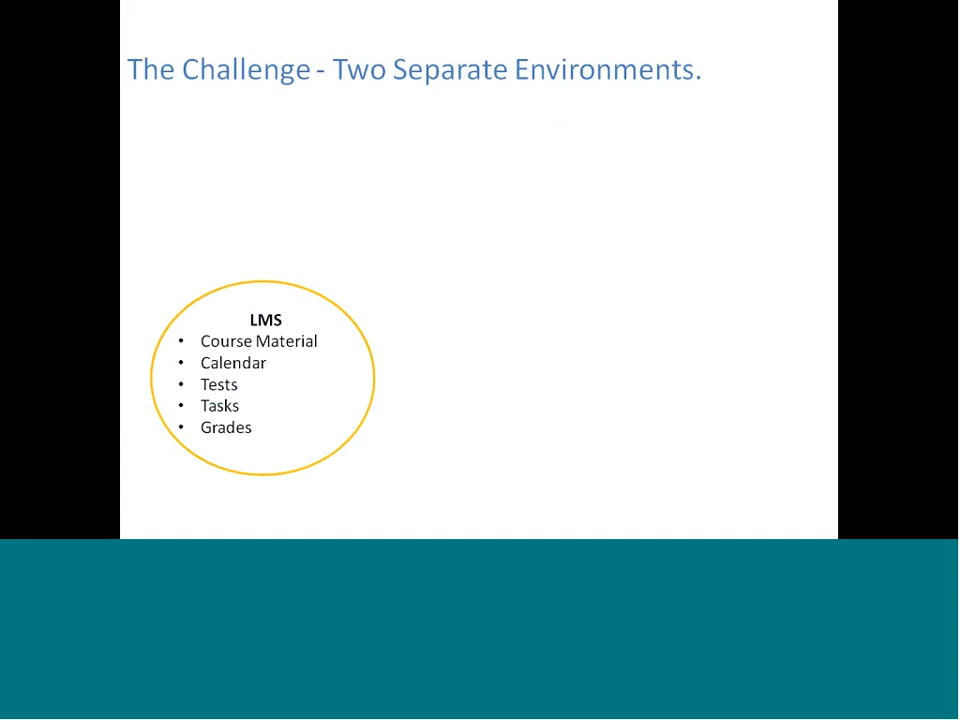 The Challenge - Two Separate Environments.
LMS
• Course Material
• Calendar
• Tests
• Tasks
• Grades